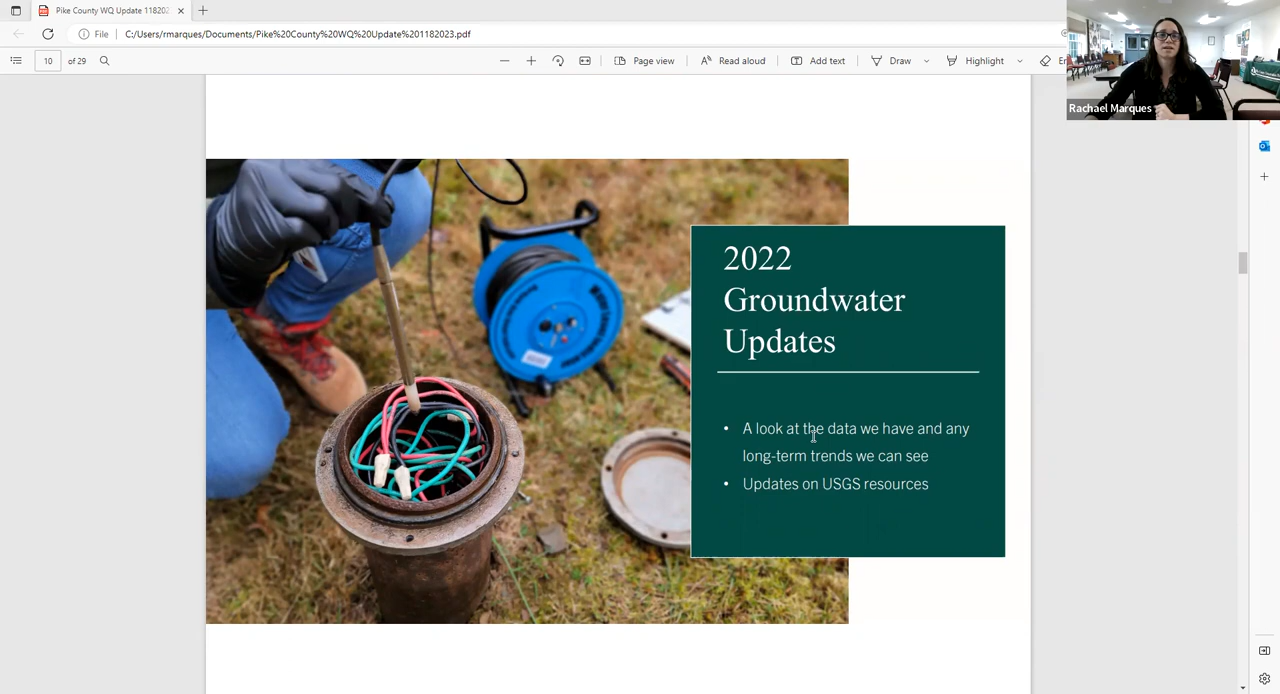 Pike County WQ Update 118202
File
C:/Users/rmarques/Documents/Pike%20County%20WQ%20Update%201182023.pdf
10 of 29
Page view
Read aloud
Add text
Draw
Highlight
Rachael Marques
2022
Groundwater
Updates
• A look at the data we have and any
long-term trends we can see
• Updates on USGS resources